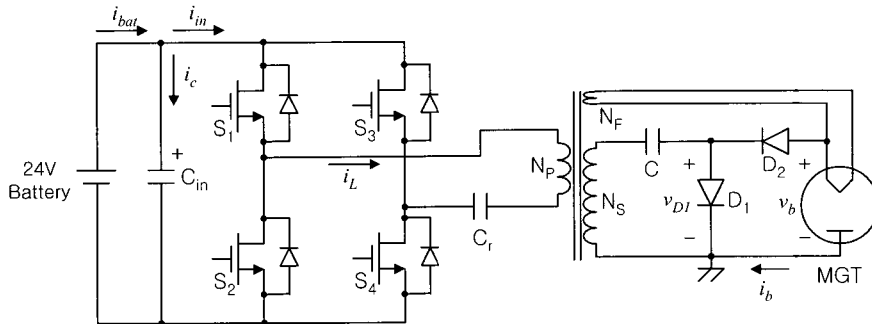 i_bat
i_in
i_c
S_1
S_3
N_F
24V
Battery
+
C_in
i_L
N_P
C
+
D_2
+
N_S
v_D1
D_1
v_b
C_r
−
−
S_2
S_4
i_b
MGT